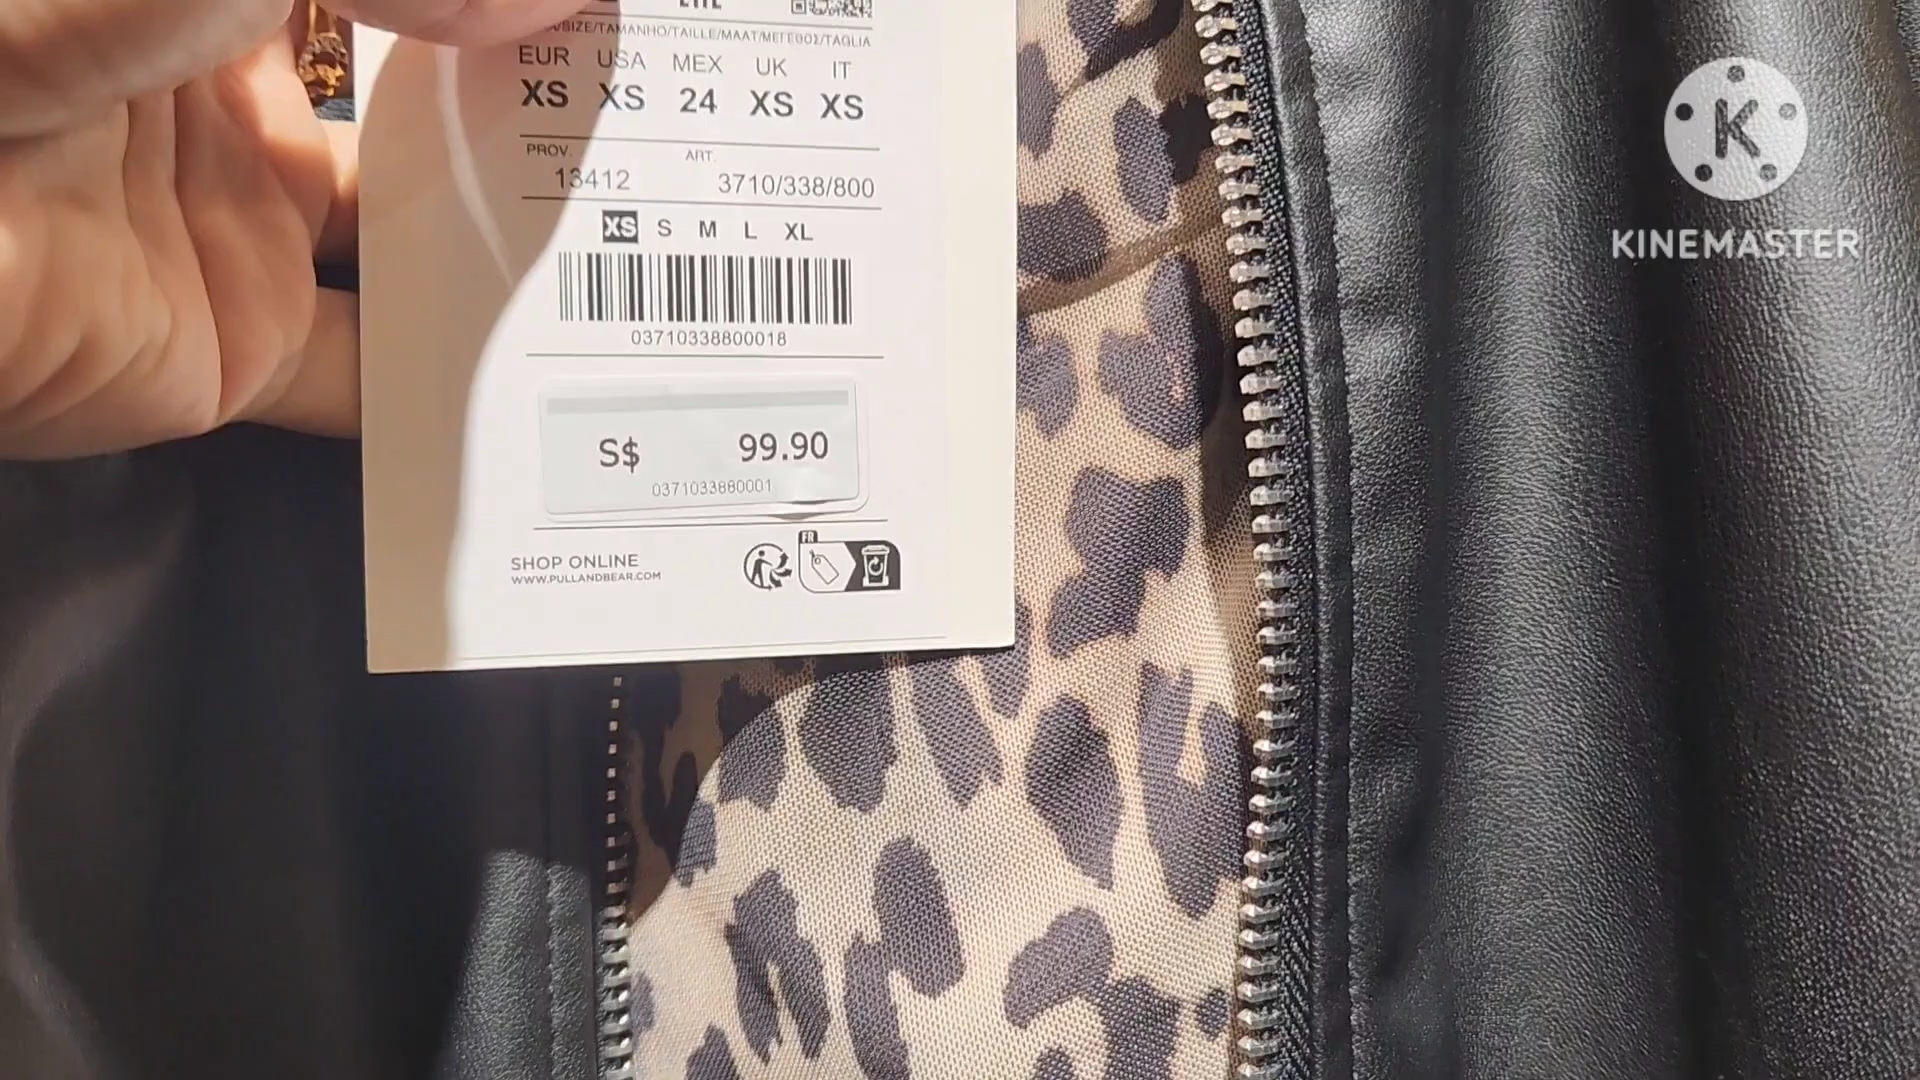 SIZE/TAMANHO/TAILLE/MAAT/ΜΕΓΕΘΟΣ/TAGLIA
EUR USA MEX UK IT
XS XS 24 XS XS
PROV. ART.
13412 3710/338/800
XS S M L XL
03710338800018
S$ 99.90
0371033880001
SHOP ONLINE
WWW.PULLANDBEAR.COM
FR
K
KINEMASTER